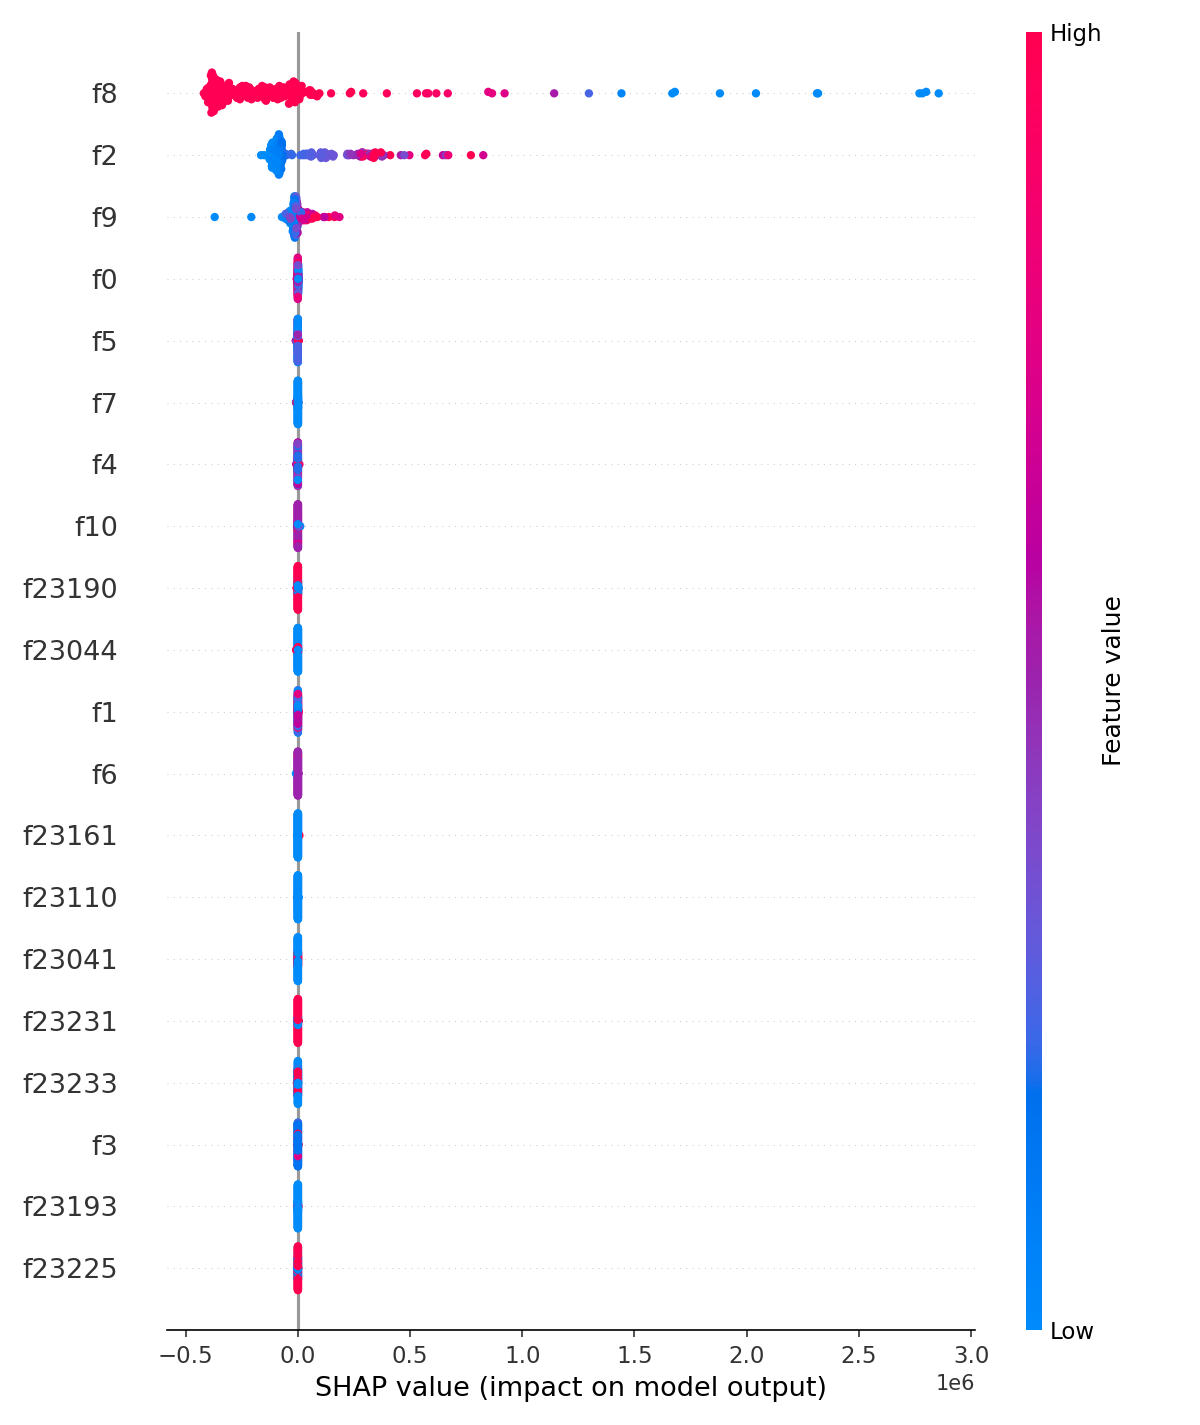 High
f8
f2
f9
f0
f5
f7
f4
f10
f23190
f23044
f1
f6
f23161
f23110
f23041
f23231
f23233
f3
f23193
f23225
Feature value
Low
−0.5 0.0 0.5 1.0 1.5 2.0 2.5 3.0
1e6
SHAP value (impact on model output)